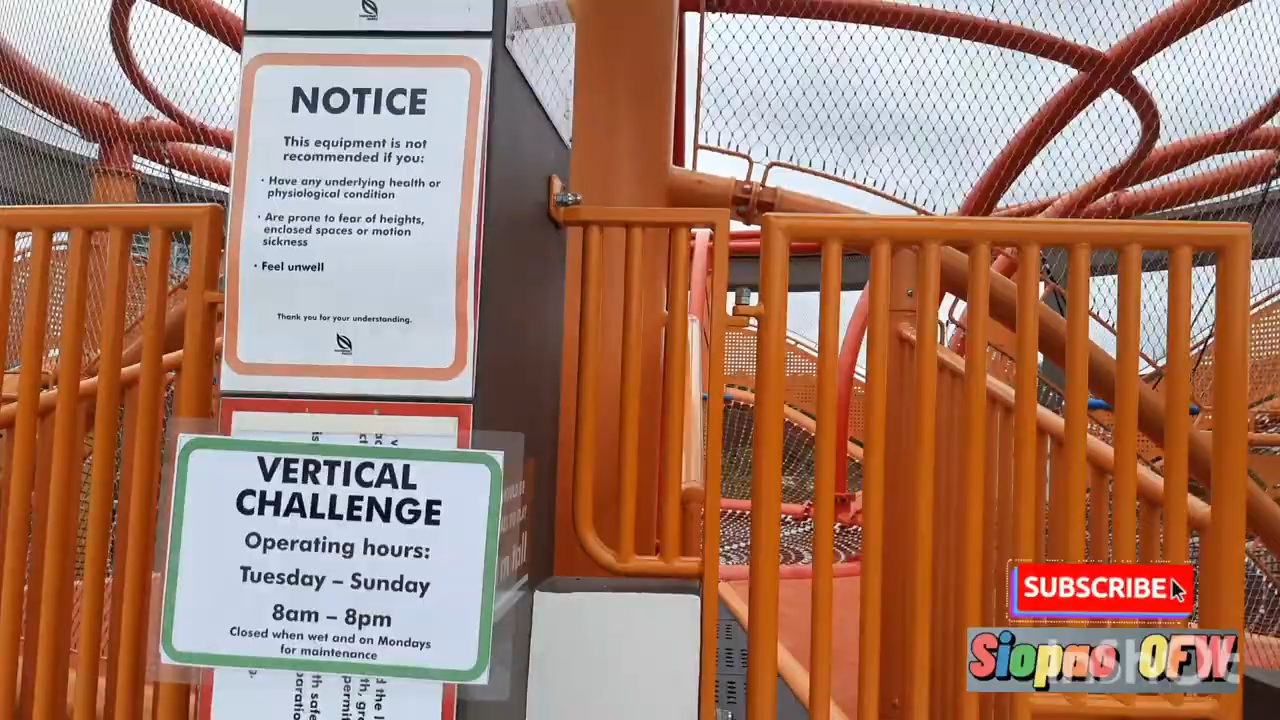 NOTICE
This equipment is not
recommended if you:
· Have any underlying health or
physiological condition
· Are prone to fear of heights,
enclosed spaces or motion
sickness
· Feel unwell
Thank you for your understanding.
VERTICAL
CHALLENGE
Operating hours:
Tuesday – Sunday
8am – 8pm
Closed when wet and on Mondays
for maintenance
SUBSCRIBE
Siopao OFW